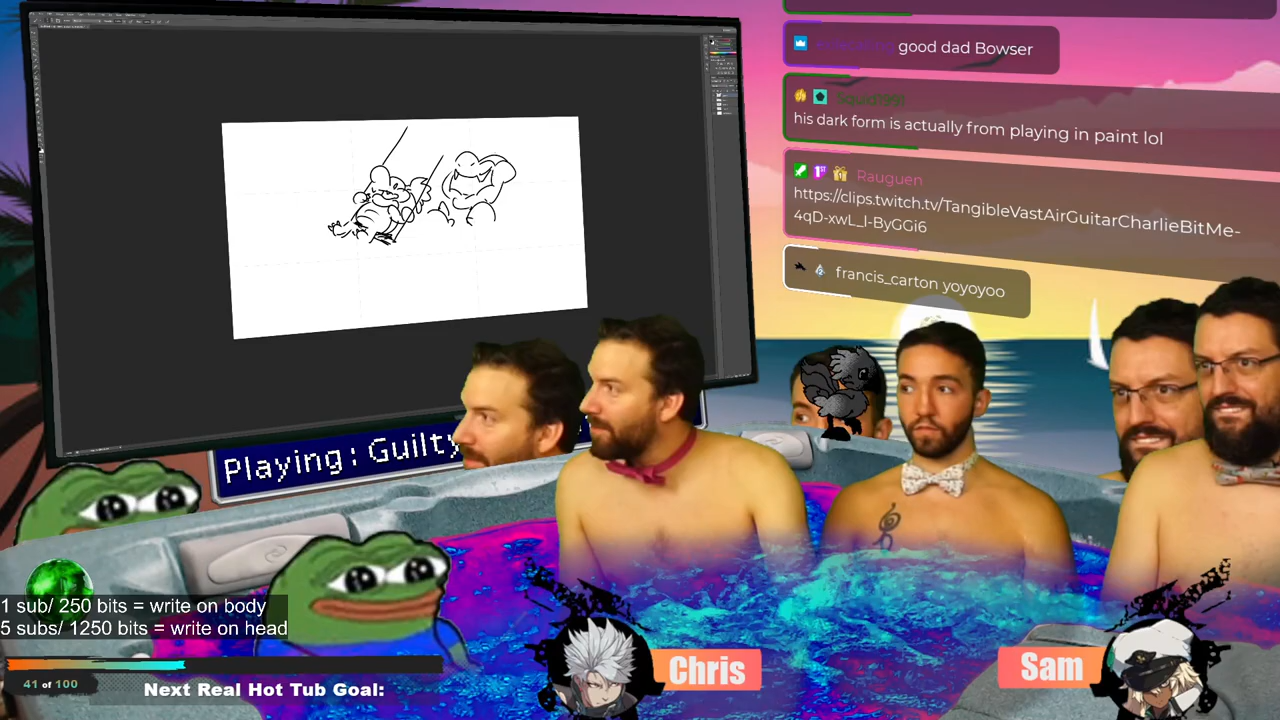 good dad Bowser
Squid1991
his dark form is actually from playing in paint lol
Rauguen
https://clips.twitch.tv/TangibleVastAirGuitarCharlieBitMe-
4qD-xwL_I-ByGGi6
francis_carton yoyoyoo
Playing : Guilty
1 sub/ 250 bits = write on body
5 subs/ 1250 bits = write on head
41 of 100
Next Real Hot Tub Goal:
Chris
Sam